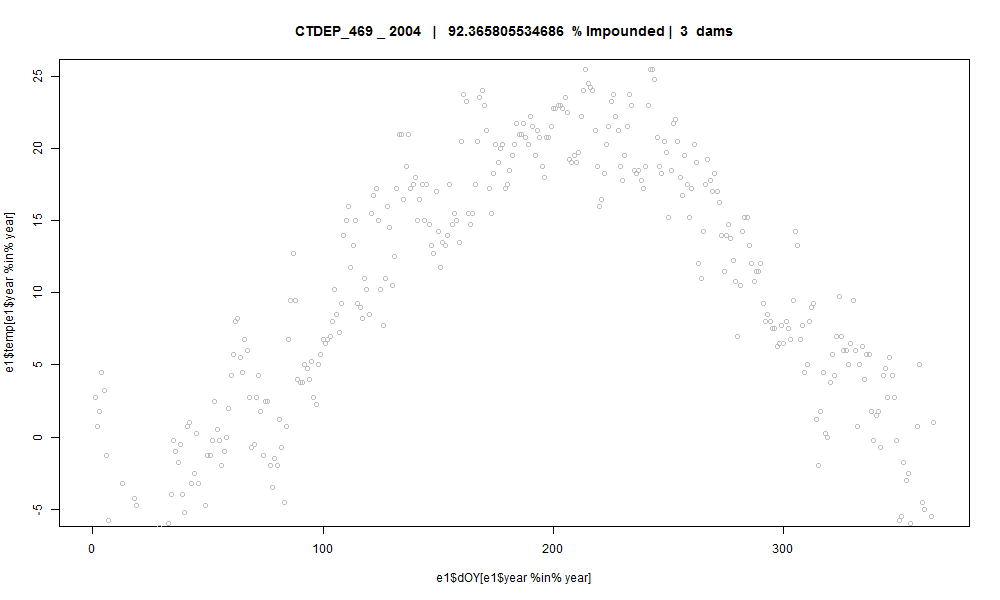 CTDEP_469 _ 2004 | 92.365805534686 % Impounded | 3 dams
25
20
15
10
5
0
-5
e1$temp[e1$year %in% year]
0 100 200 300
e1$dOY[e1$year %in% year]